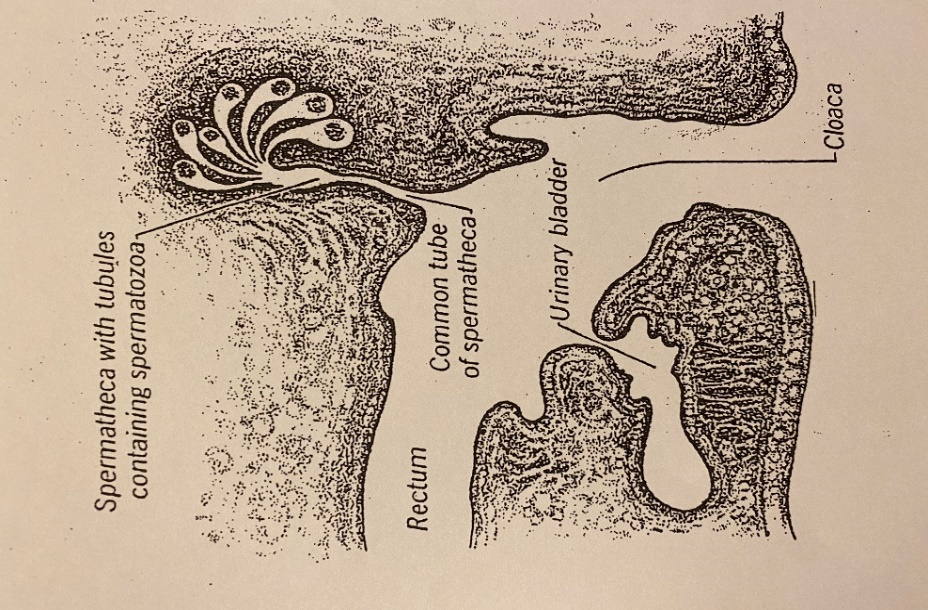 Spermatheca with tubules
containing spermatozoa
Common tube
of spermatheca
Rectum
Urinary bladder
Cloaca